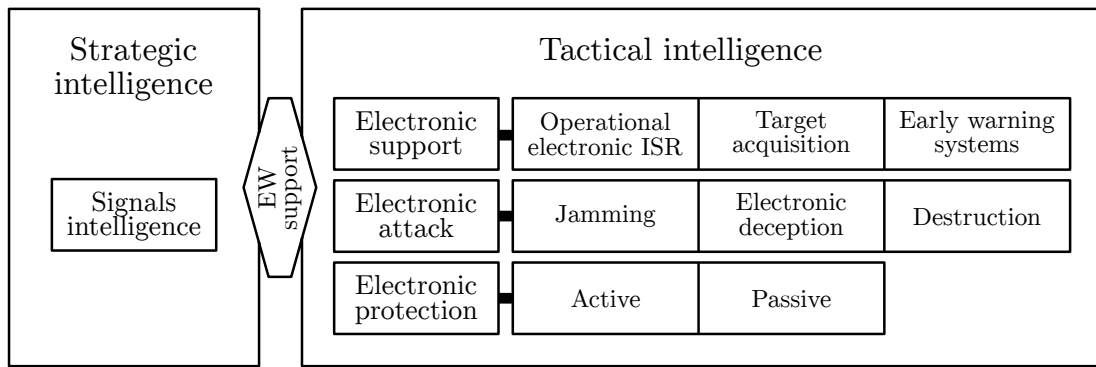 Strategic
intelligence
Signals
intelligence
EW
support
Tactical intelligence
Electronic
support
Operational
electronic ISR
Target
acquisition
Early warning
systems
Electronic
attack
Jamming
Electronic
deception
Destruction
Electronic
protection
Active
Passive